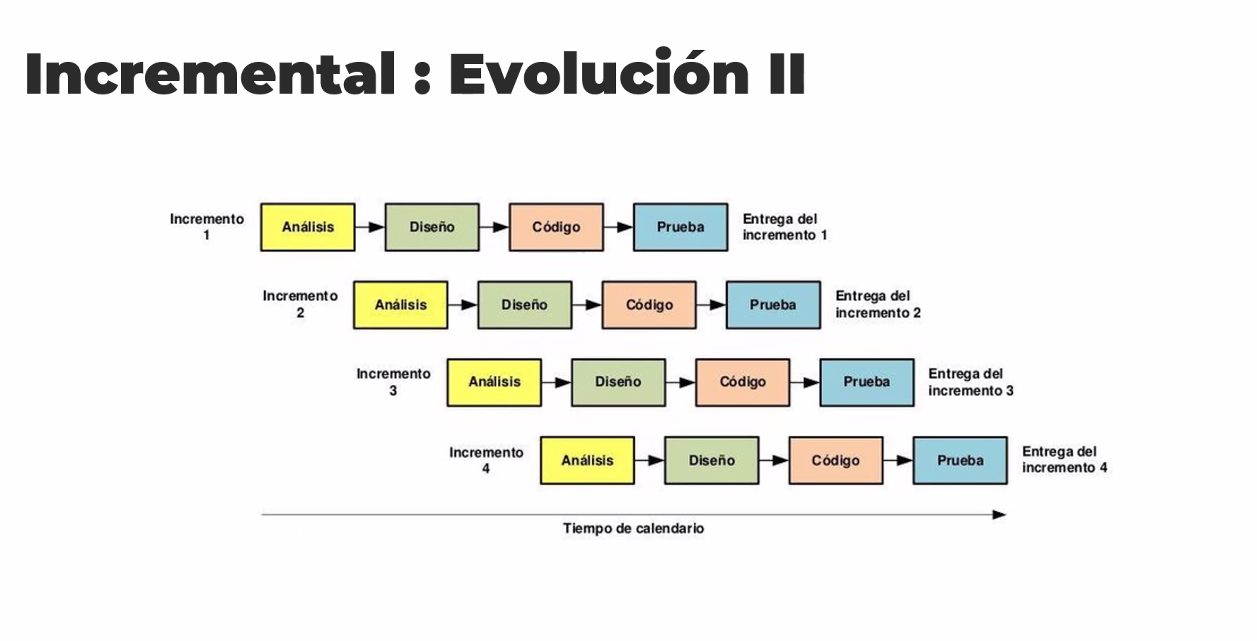 Incremental : Evolución II
Incremento
1
Análisis
Diseño
Código
Prueba
Entrega del
incremento 1
Incremento
2
Análisis
Diseño
Código
Prueba
Entrega del
incremento 2
Incremento
3
Análisis
Diseño
Código
Prueba
Entrega del
incremento 3
Incremento
4
Análisis
Diseño
Código
Prueba
Entrega del
incremento 4
Tiempo de calendario